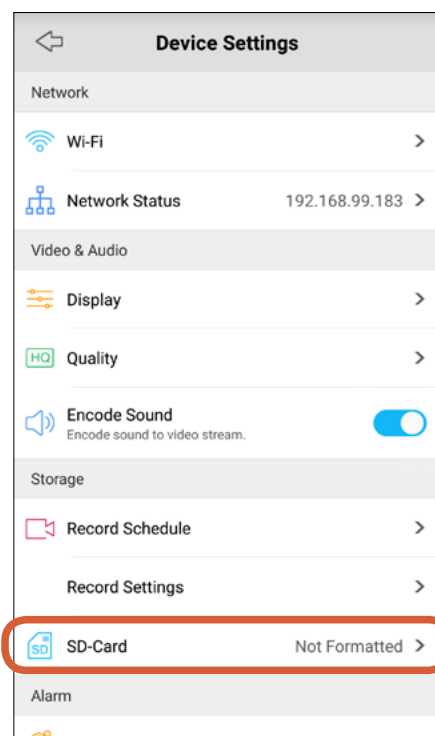 Device Settings
Network
Wi-Fi
Network Status 192.168.99.183
Video & Audio
Display
HQ Quality
Encode Sound
Encode sound to video stream.
Storage
Record Schedule
Record Settings
SD SD-Card Not Formatted
Alarm